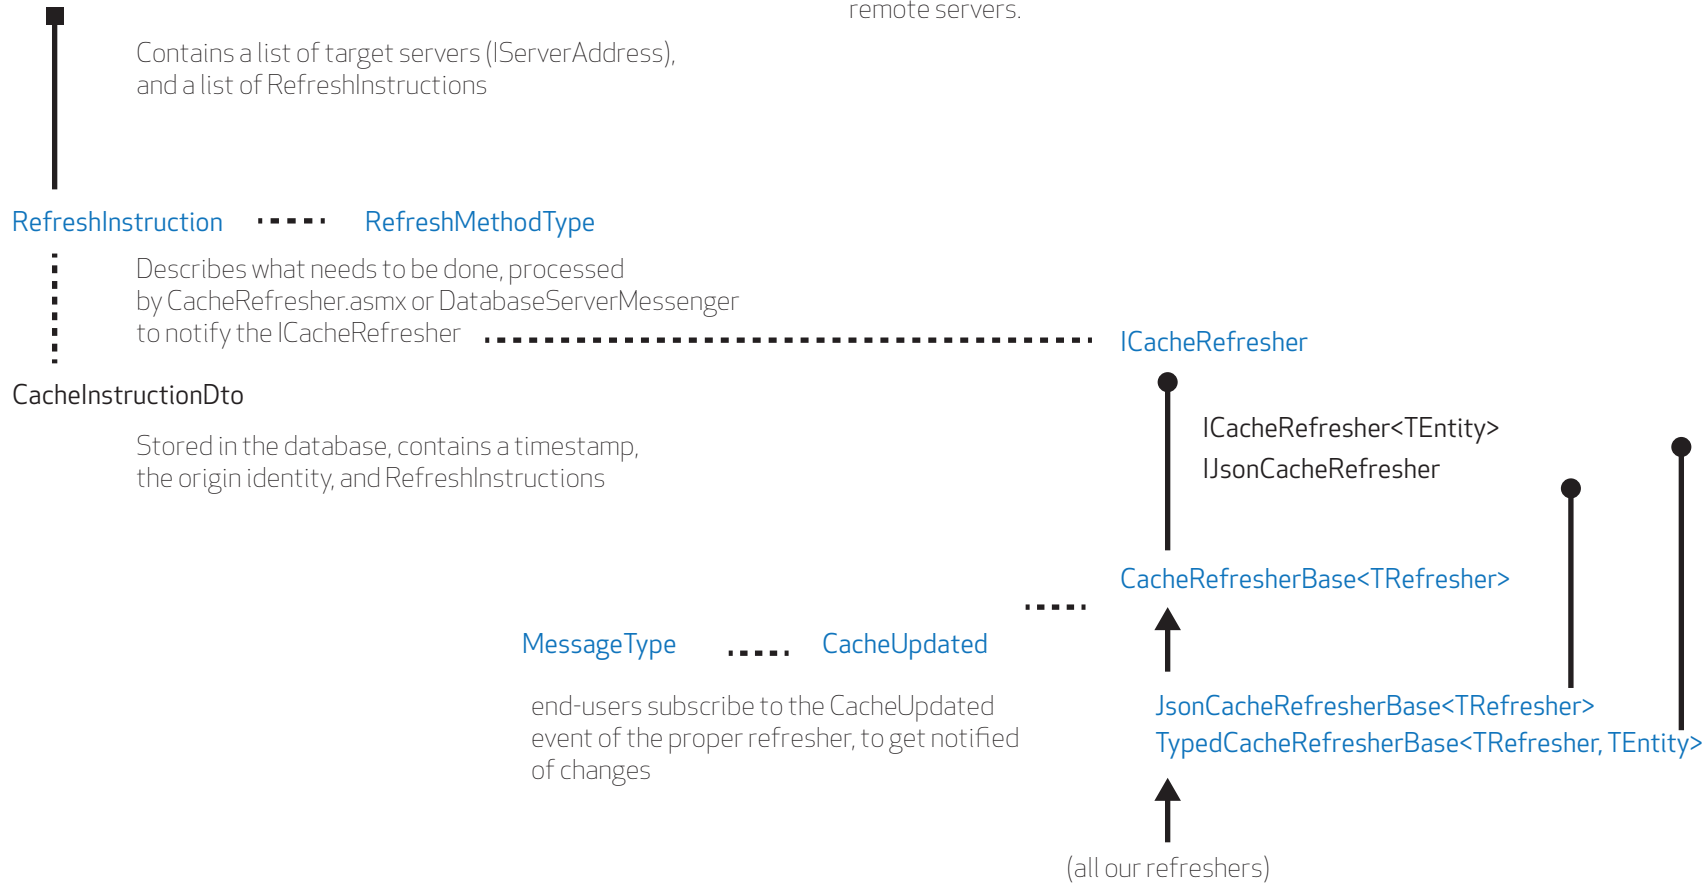 remote servers.
Contains a list of target servers (IServerAddress),
and a list of RefreshInstructions
RefreshInstruction
RefreshMethodType
Describes what needs to be done, processed
by CacheRefresher.asmx or DatabaseServerMessenger
to notify the ICacheRefresher
ICacheRefresher
CacheInstructionDto
ICacheRefresher<TEntity>
IJsonCacheRefresher
Stored in the database, contains a timestamp,
the origin identity, and RefreshInstructions
CacheRefresherBase<TRefresher>
MessageType
CacheUpdated
end-users subscribe to the CacheUpdated
event of the proper refresher, to get notified
of changes
JsonCacheRefresherBase<TRefresher>
TypedCacheRefresherBase<TRefresher, TEntity>
(all our refreshers)